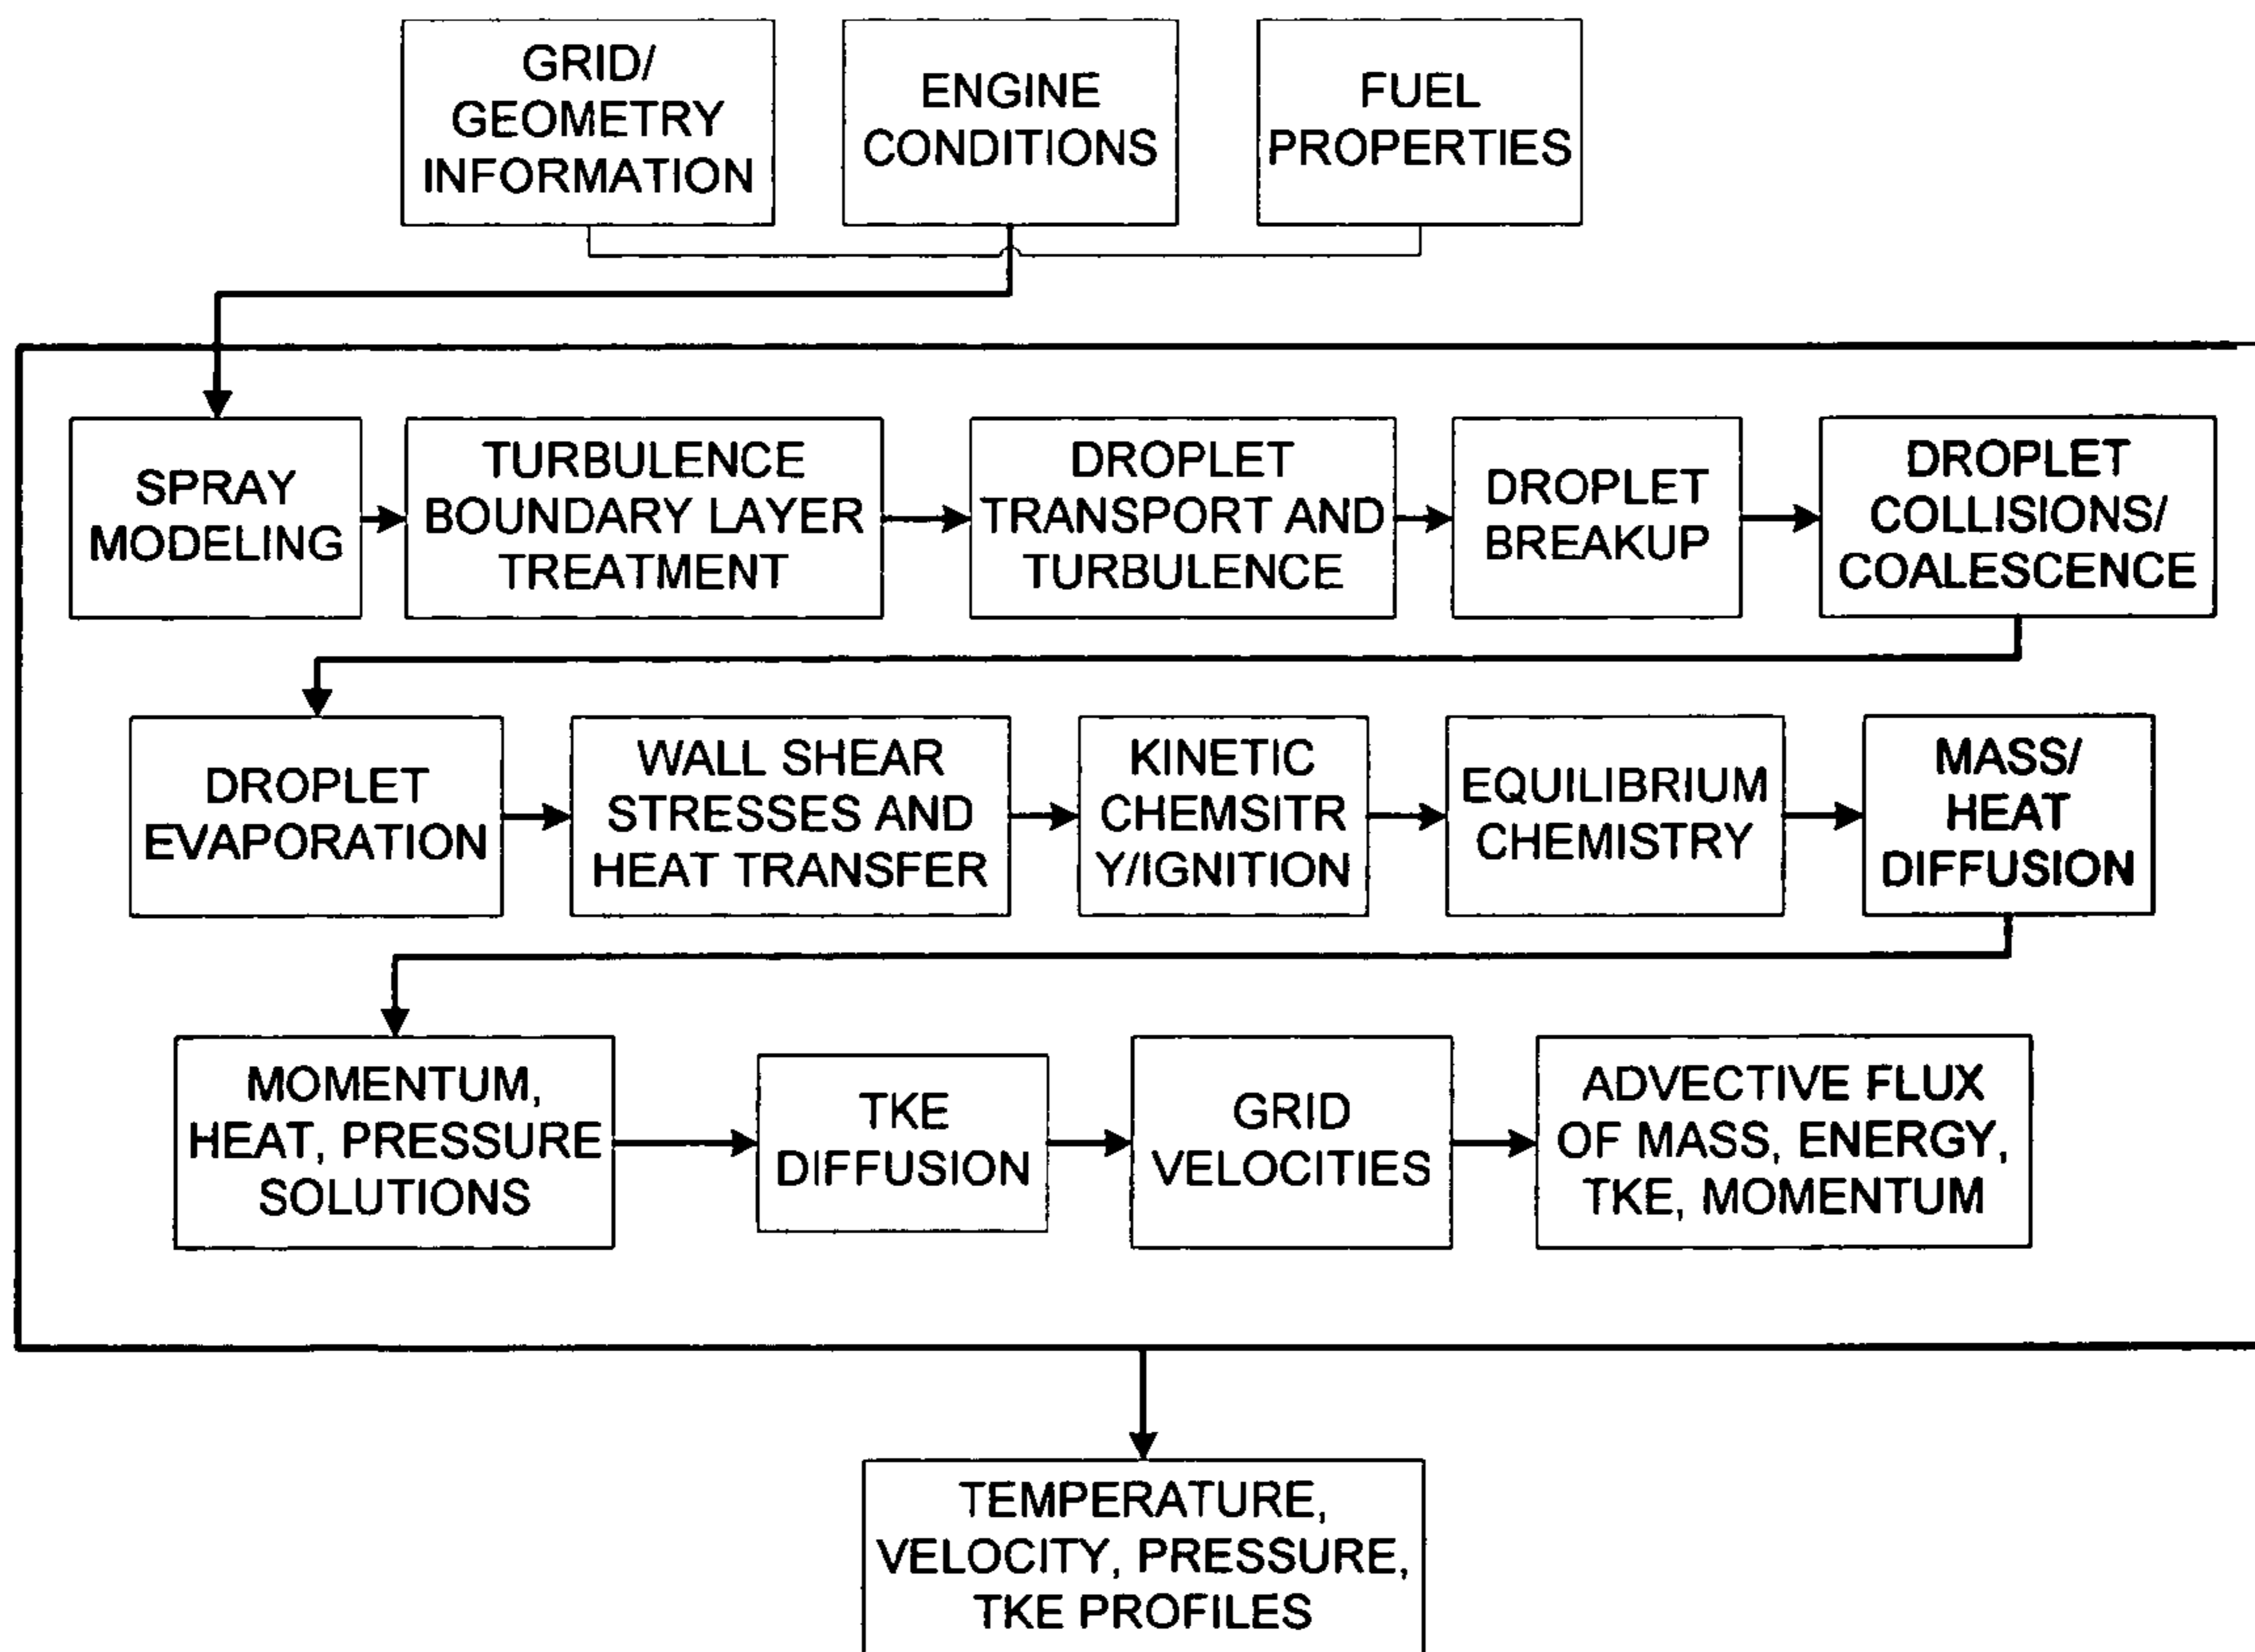 GRID/
GEOMETRY
INFORMATION
ENGINE
CONDITIONS
FUEL
PROPERTIES
SPRAY
MODELING
TURBULENCE
BOUNDARY LAYER
TREATMENT
DROPLET
TRANSPORT AND
TURBULENCE
DROPLET
BREAKUP
DROPLET
COLLISIONS/
COALESCENCE
DROPLET
EVAPORATION
WALL SHEAR
STRESSES AND
HEAT TRANSFER
KINETIC
CHEMSITR
Y/IGNITION
EQUILIBRIUM
CHEMISTRY
MASS/
HEAT
DIFFUSION
MOMENTUM,
HEAT, PRESSURE
SOLUTIONS
TKE
DIFFUSION
GRID
VELOCITIES
ADVECTIVE FLUX
OF MASS, ENERGY,
TKE, MOMENTUM
TEMPERATURE,
VELOCITY, PRESSURE,
TKE PROFILES